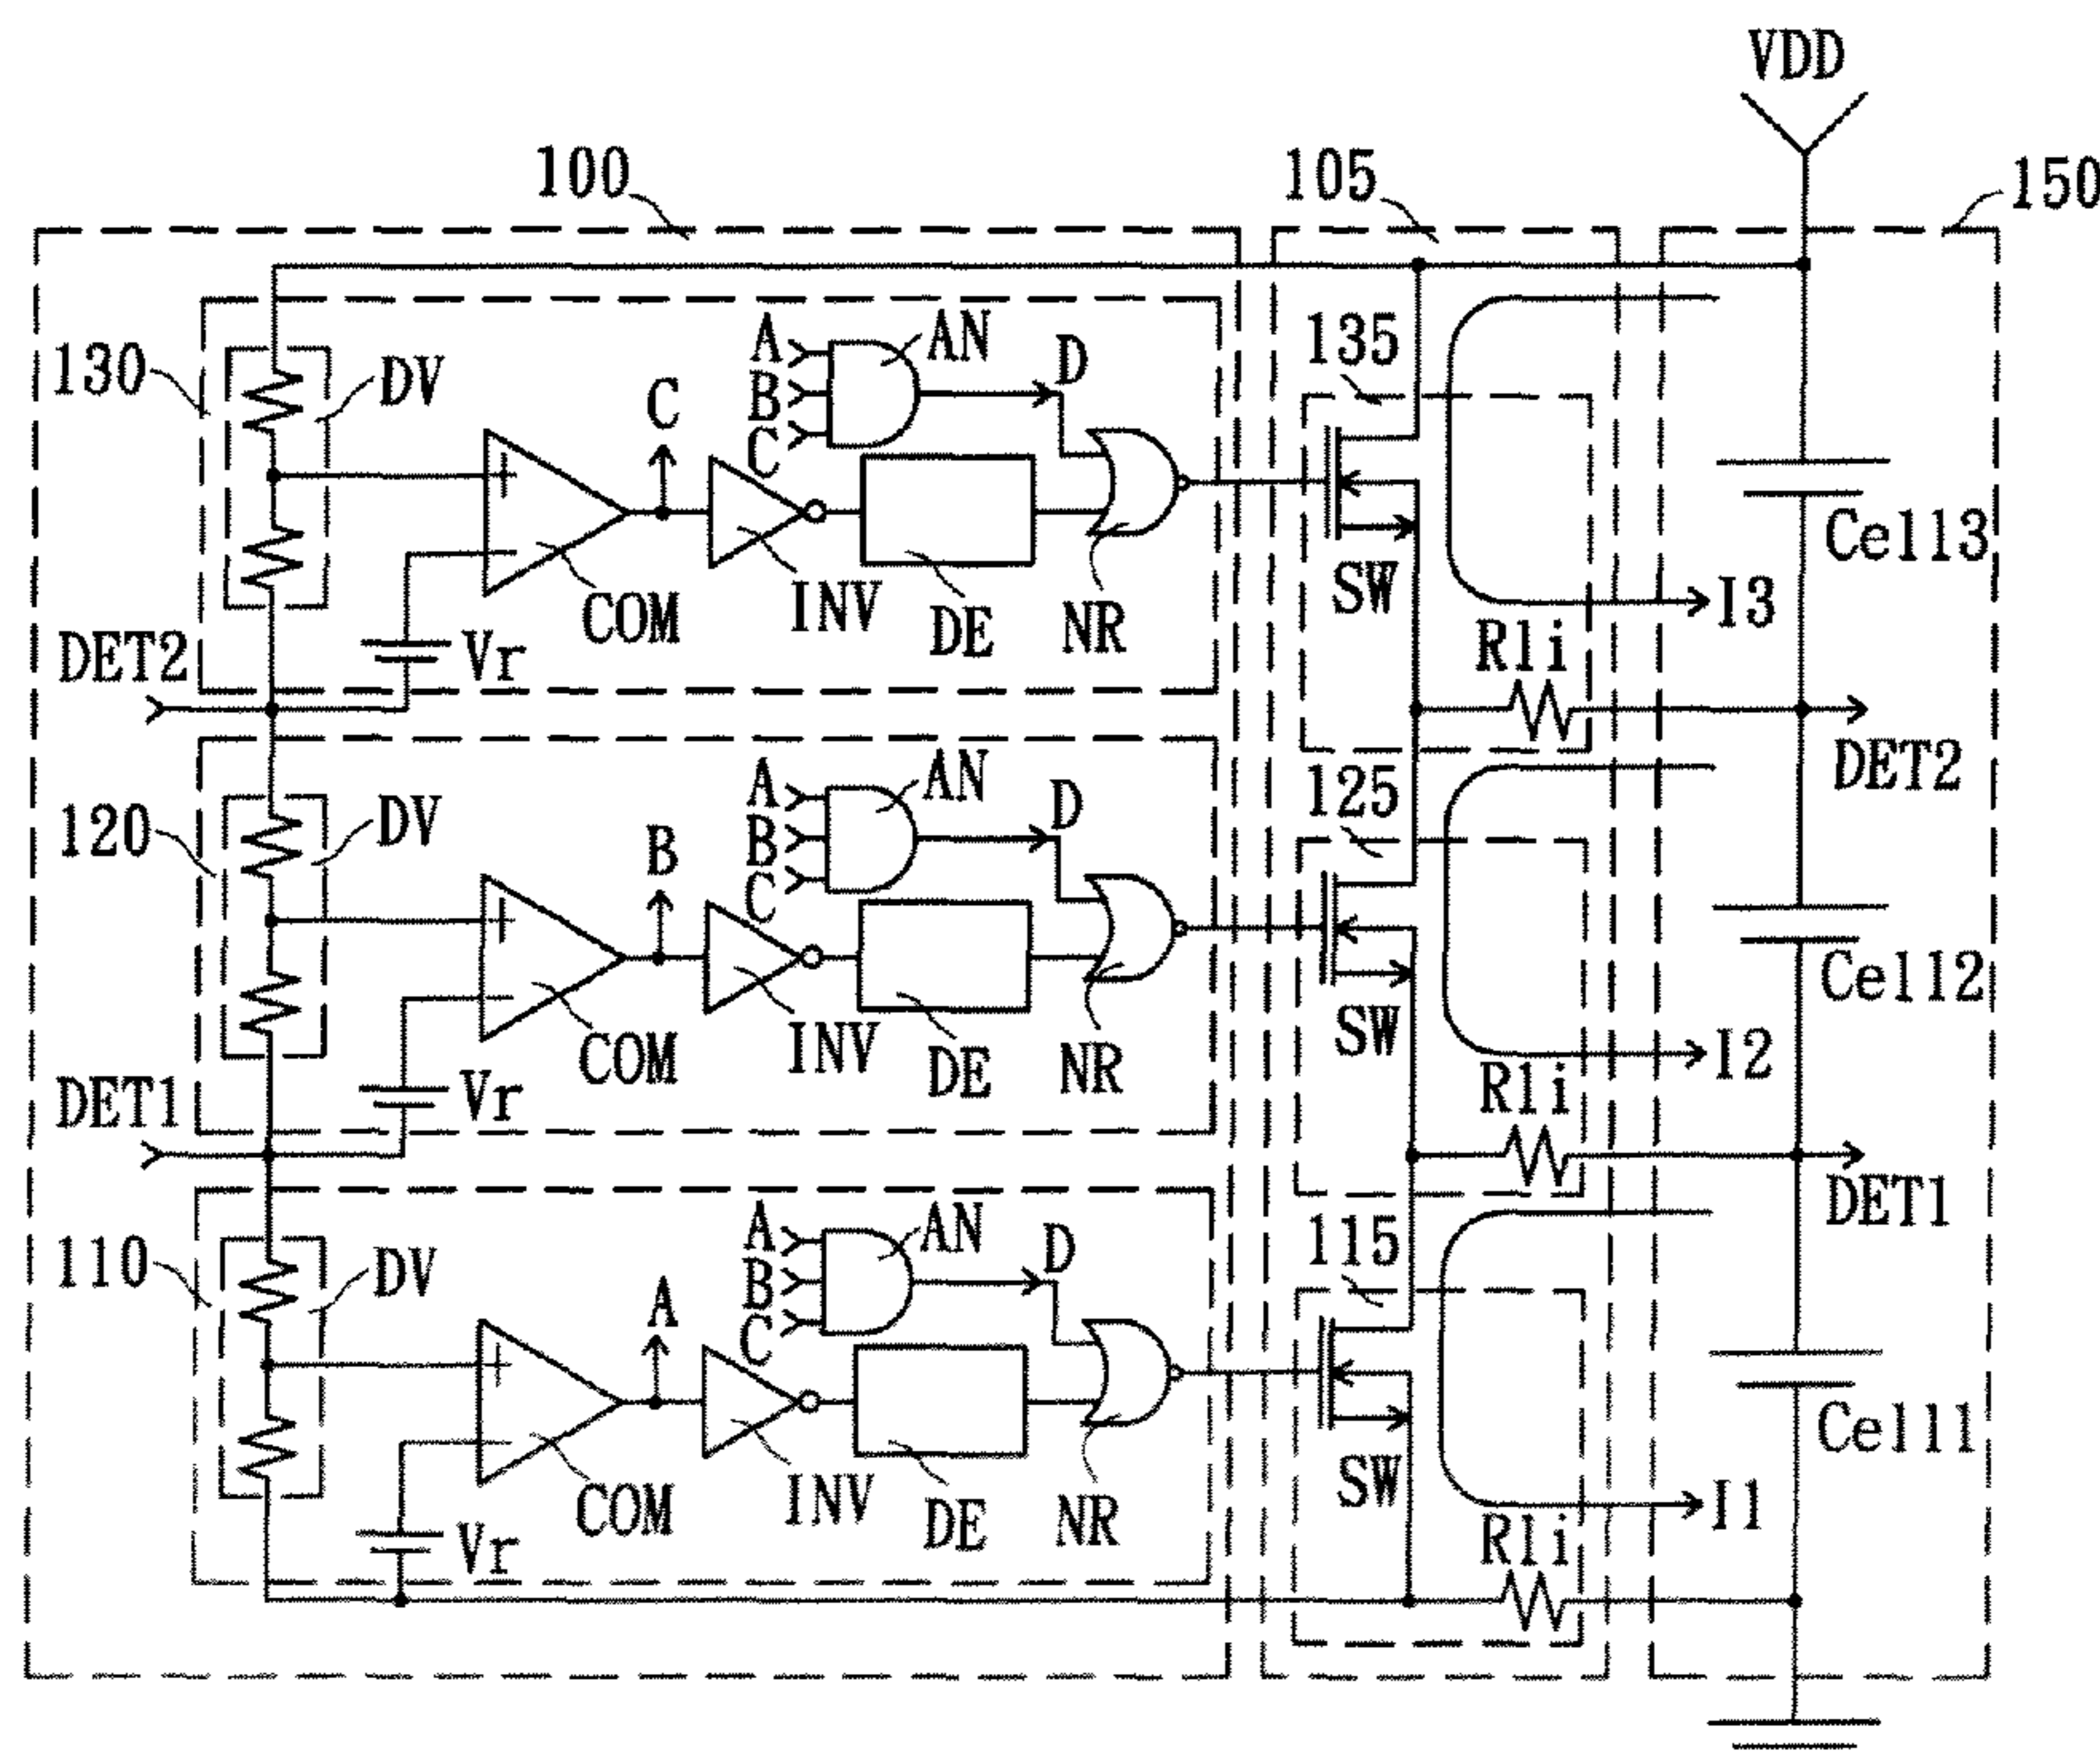 VDD
100
105
150
130
DV
A
B
C
AN
D
C
+
-
COM
INV
DE
NR
135
SW
I3
Cell3
Rli
DET2
Vr
DET2
120
DV
A
B
C
AN
D
B
+
-
COM
INV
DE
NR
125
SW
I2
Cell2
Rli
DET1
Vr
DET1
110
DV
A
B
C
AN
D
A
+
-
COM
INV
DE
NR
115
SW
I1
Cell1
Rli
Vr